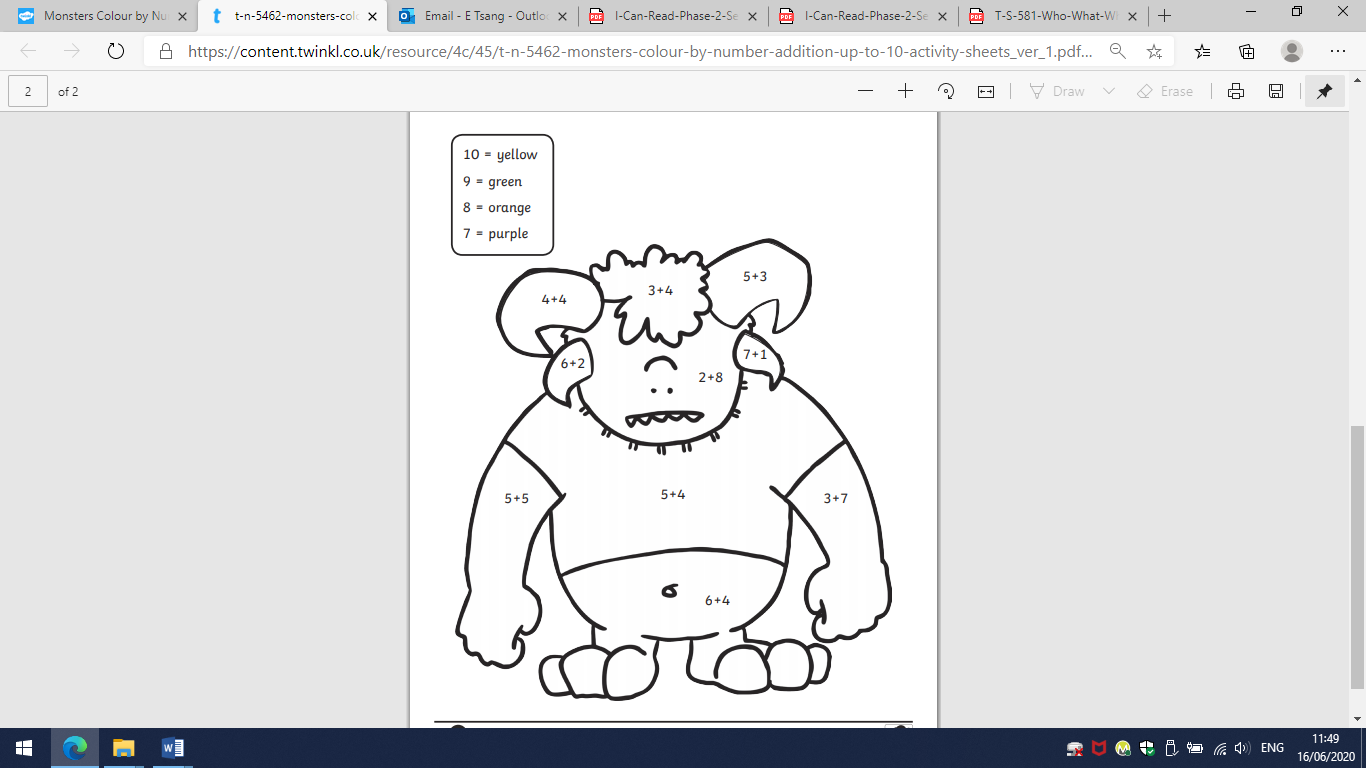 Monsters Colour by Nu
t-n-5462-monsters-colo
Email - E Tsang - Outlo
I-Can-Read-Phase-2-Se
I-Can-Read-Phase-2-Se
T-S-581-Who-What-W
https://content.twinkl.co.uk/resource/4c/45/t-n-5462-monsters-colour-by-number-addition-up-to-10-activity-sheets_ver_1.pdf...
2 of 2
Draw
Erase
10 = yellow
9 = green
8 = orange
7 = purple
5+3
3+4
4+4
7+1
6+2
2+8
5+5
5+4
3+7
6+4
ENG
11:49
16/06/2020